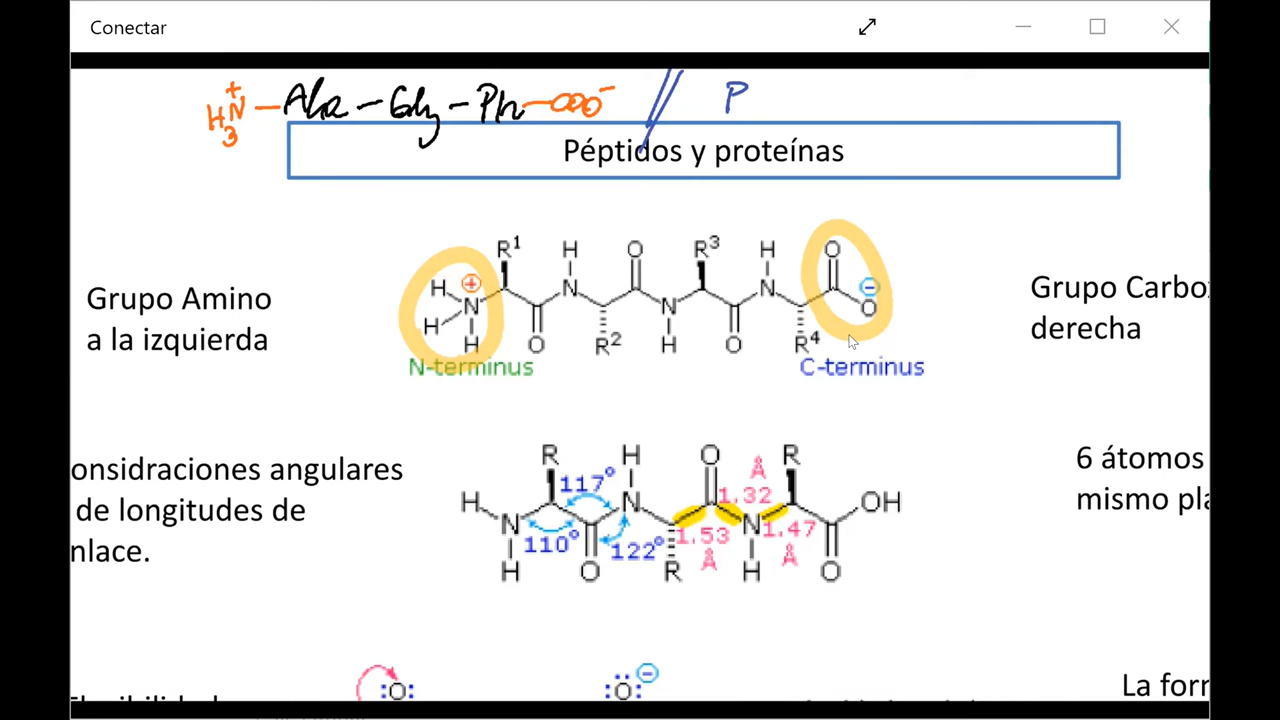 Conectar
H₃N⁺ – Ala – Gly – Ph – COO⁻ // P
Péptidos y proteínas
R¹ H O R³ H O
H ⊕ N O N O ⊖
H N
H O R² H O R⁴
N-terminus C-terminus
Grupo Amino
a la izquierda
Grupo Carbo
derecha
R H O Å R
117° 1.32
H N OH
N 1.53 N 1.47
110° 122° Å Å
H O R H O
onsidraciones angulares
de longitudes de
nlace.
6 átomos
mismo pl
:O: :Ö: ⊖
La for